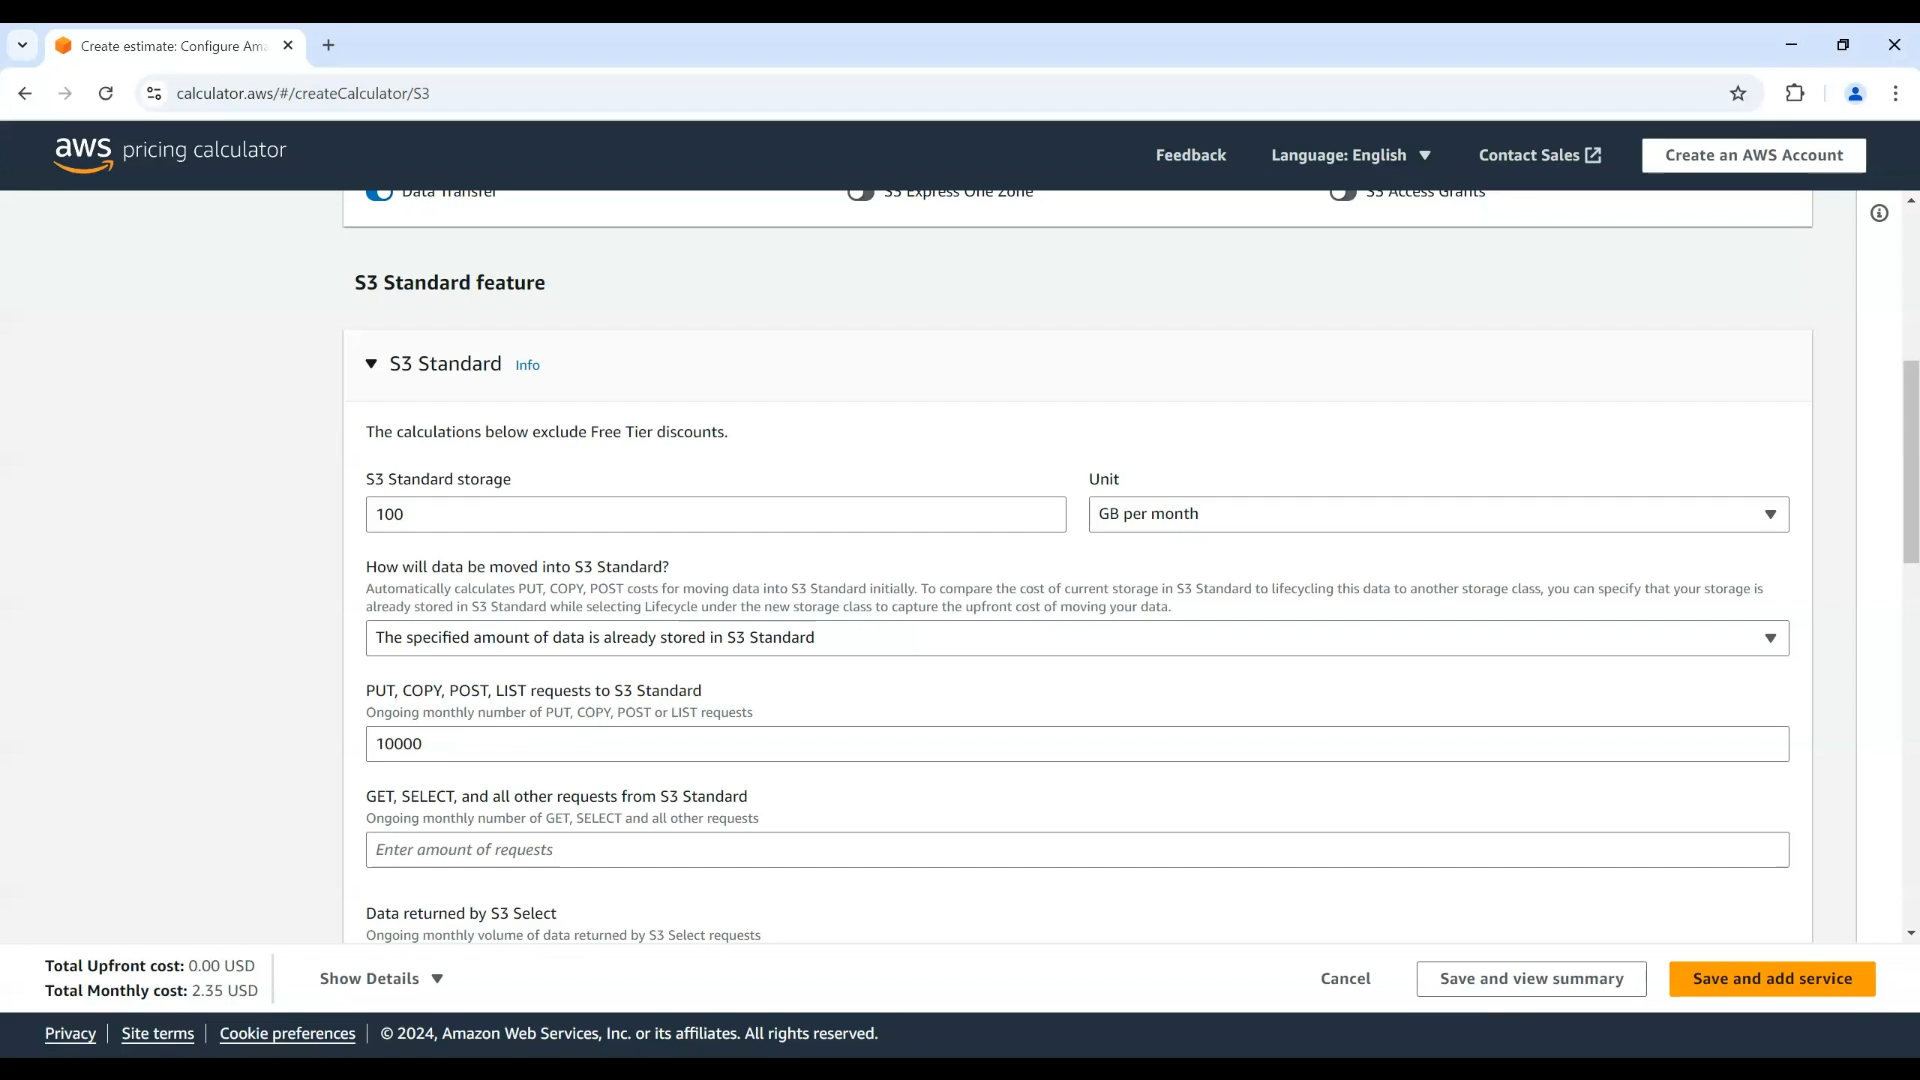 Create estimate: Configure Ama
calculator.aws/#/createCalculator/S3
aws pricing calculator
Feedback
Language: English
Contact Sales
Create an AWS Account
Data Transfer
S3 Express One Zone
S3 Access Grants
S3 Standard feature
S3 Standard Info
The calculations below exclude Free Tier discounts.
S3 Standard storage
Unit
100
GB per month
How will data be moved into S3 Standard?
Automatically calculates PUT, COPY, POST costs for moving data into S3 Standard initially. To compare the cost of current storage in S3 Standard to lifecycling this data to another storage class, you can specify that your storage is
already stored in S3 Standard while selecting Lifecycle under the new storage class to capture the upfront cost of moving your data.
The specified amount of data is already stored in S3 Standard
PUT, COPY, POST, LIST requests to S3 Standard
Ongoing monthly number of PUT, COPY, POST or LIST requests
10000
GET, SELECT, and all other requests from S3 Standard
Ongoing monthly number of GET, SELECT and all other requests
Enter amount of requests
Data returned by S3 Select
Ongoing monthly volume of data returned by S3 Select requests
Total Upfront cost: 0.00 USD
Total Monthly cost: 2.35 USD
Show Details
Cancel
Save and view summary
Save and add service
Privacy
Site terms
Cookie preferences
© 2024, Amazon Web Services, Inc. or its affiliates. All rights reserved.